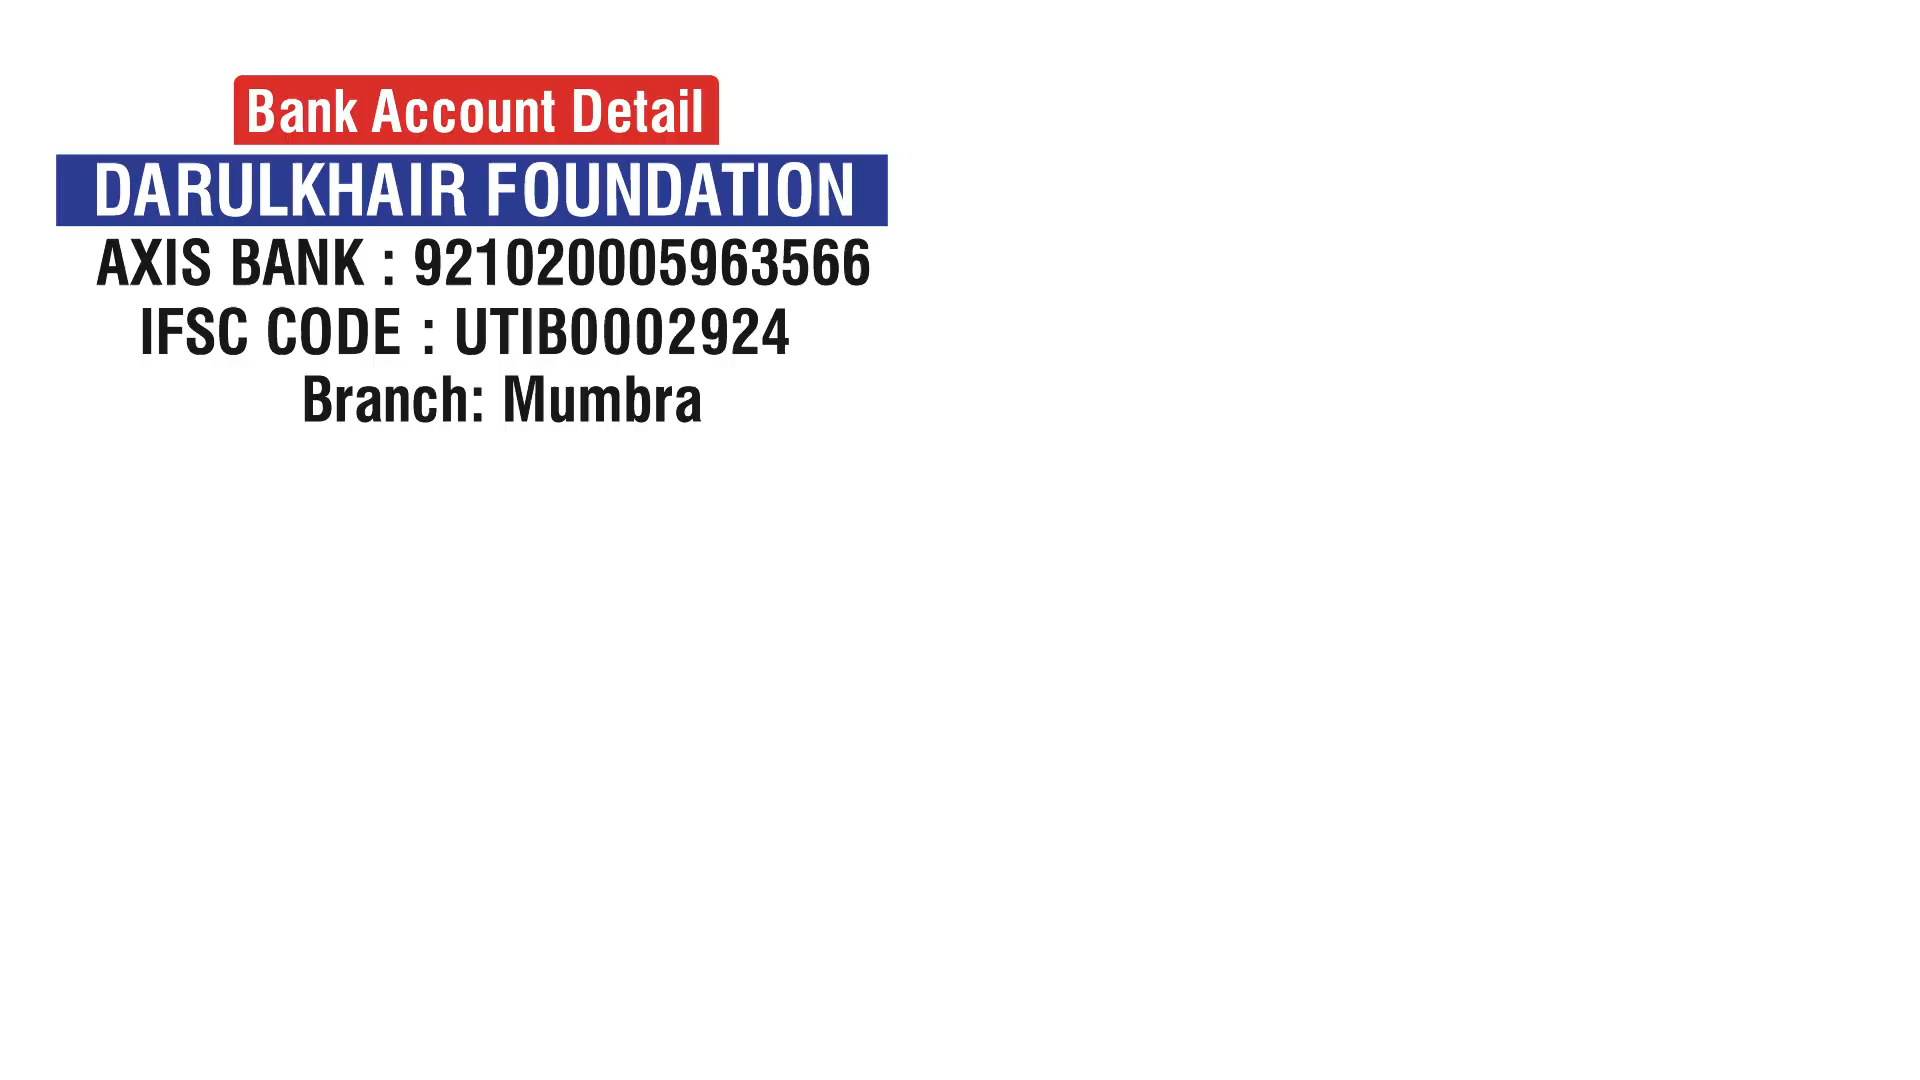 Bank Account Detail
DARULKHAIR FOUNDATION
AXIS BANK : 921020005963566
IFSC CODE : UTIB0002924
Branch: Mumbra